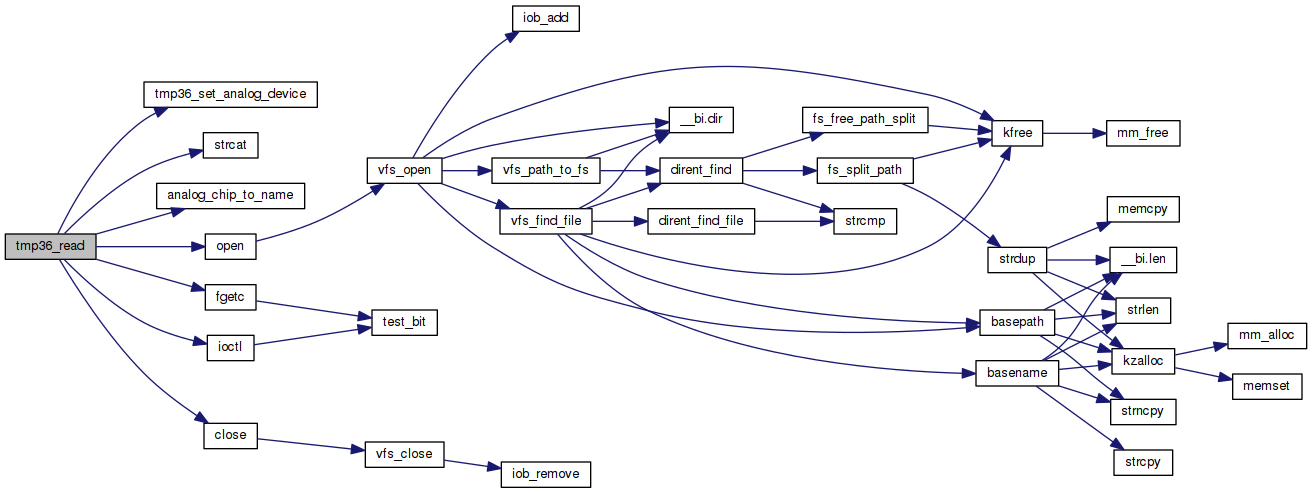 iob_add
tmp36_set_analog_device
__bi.dir
fs_free_path_split
kfree
mm_free
strcat
vfs_open
vfs_path_to_fs
dirent_find
fs_split_path
analog_chip_to_name
vfs_find_file
dirent_find_file
strcmp
memcpy
tmp36_read
open
strdup
__bi.len
fgetc
test_bit
basepath
strlen
ioctl
mm_alloc
kzalloc
basename
memset
strncpy
close
vfs_close
strcpy
iob_remove